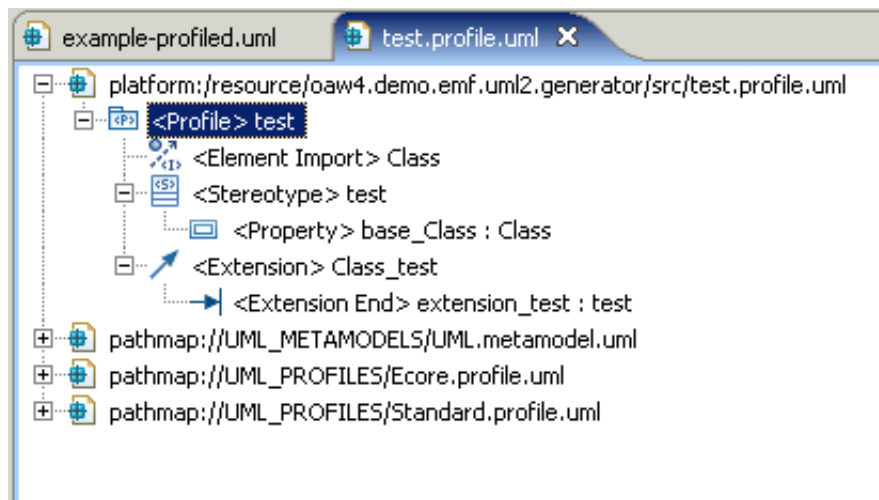 example-profiled.uml test.profile.uml
platform:/resource/oaw4.demo.emf.uml2.generator/src/test.profile.uml
<Profile> test
<Element Import> Class
<Stereotype> test
<Property> base_Class : Class
<Extension> Class_test
<Extension End> extension_test : test
pathmap://UML_METAMODELS/UML.metamodel.uml
pathmap://UML_PROFILES/Ecore.profile.uml
pathmap://UML_PROFILES/Standard.profile.uml